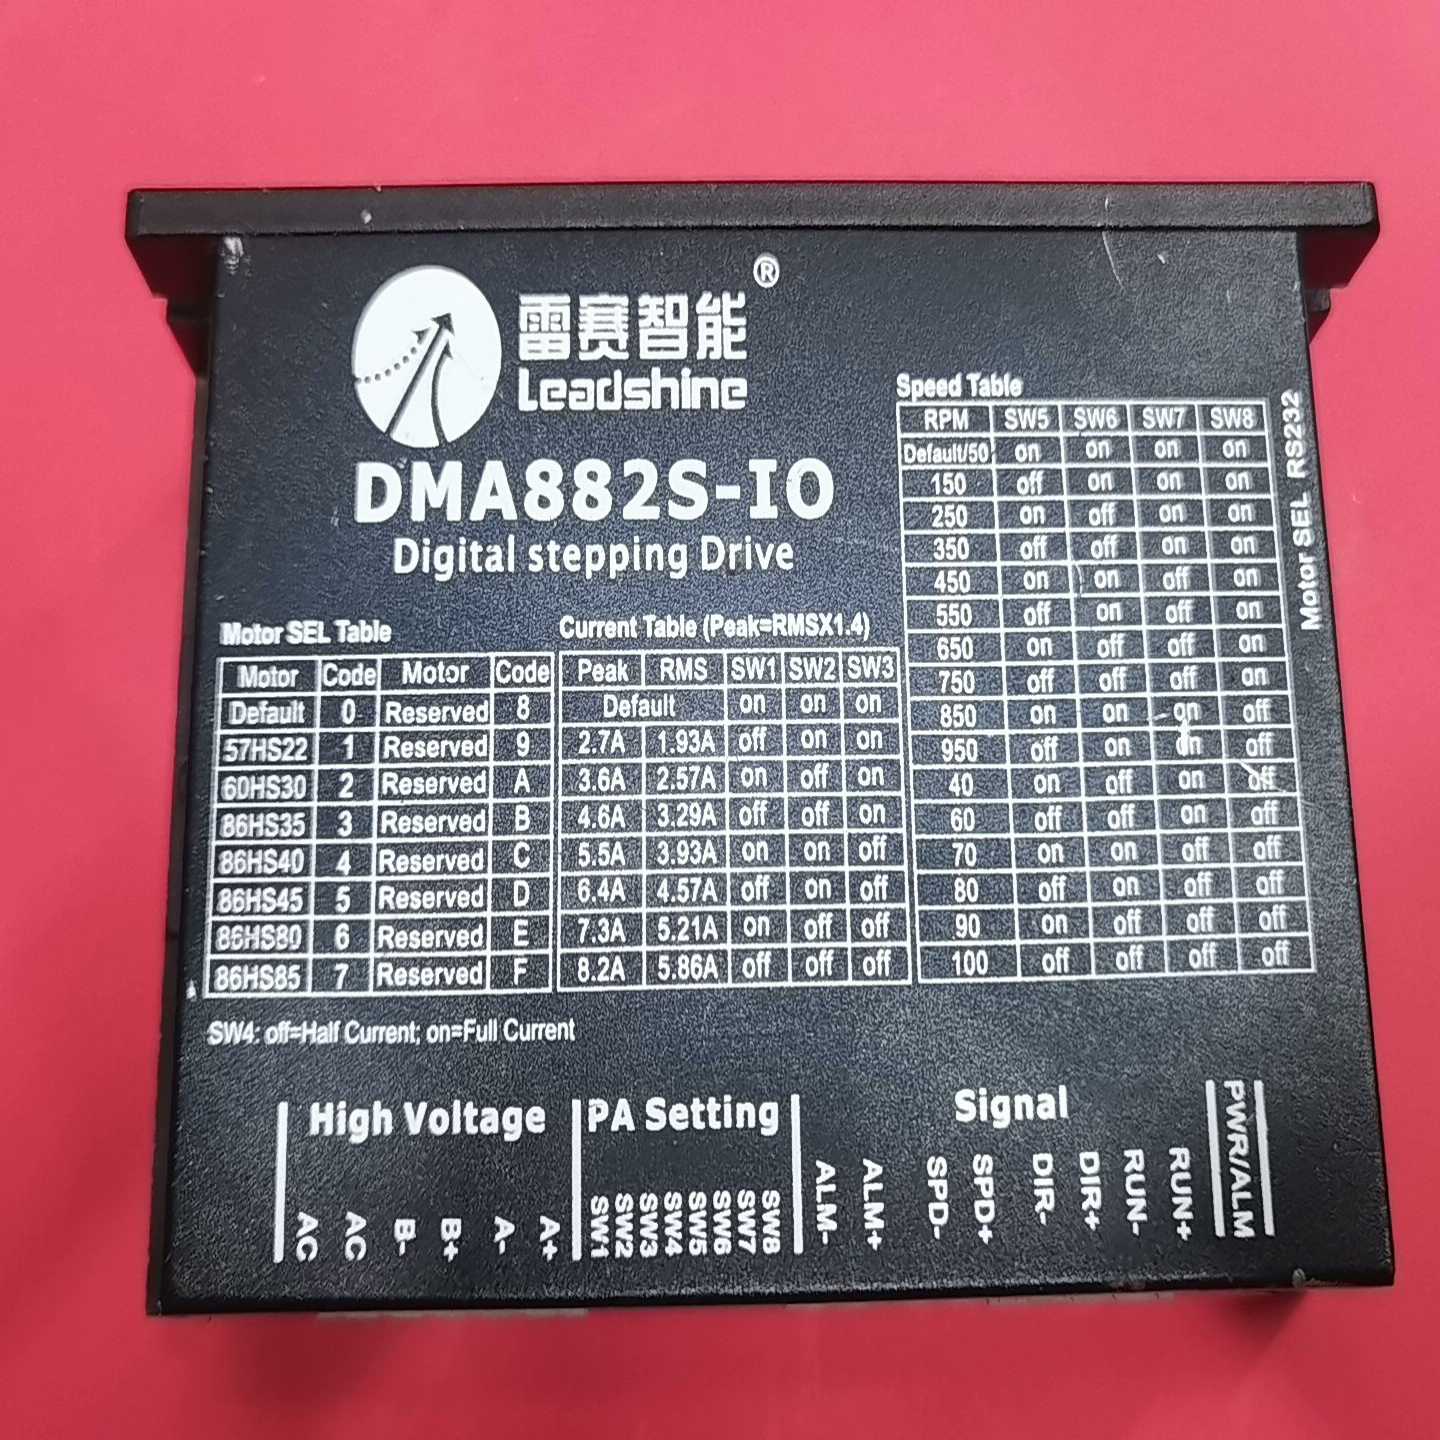 雷赛智能®
Leadshine
DMA882S-IO
Digital stepping Drive
Motor SEL Table
Motor Code Motor Code
Default 0 Reserved 8
57HS22 1 Reserved 9
60HS30 2 Reserved A
86HS35 3 Reserved B
86HS40 4 Reserved C
86HS45 5 Reserved D
86HS80 6 Reserved E
86HS85 7 Reserved F
Current Table (Peak=RMSX1.4)
Peak RMS SW1 SW2 SW3
Default on on on
2.7A 1.93A off on on
3.6A 2.57A on off on
4.6A 3.29A off off on
5.5A 3.93A on on off
6.4A 4.57A off on off
7.3A 5.21A on off off
8.2A 5.86A off off off
Speed Table
RPM SW5 SW6 SW7 SW8
Default/50 on on on on
150 off on on on
250 on off on on
350 off off on on
450 on on off on
550 off on off on
650 on off off on
750 off off off on
850 on on on off
950 off on on off
40 on off on off
60 off off on off
70 on on off off
80 off on off off
90 on off off off
100 off off off off
Motor SEL RS232
SW4: off=Half Current; on=Full Current
High Voltage
AC
AC
B-
B+
A-
A+
PA Setting
SW1
SW2
SW3
SW4
SW5
SW6
SW7
SW8
Signal
ALM-
ALM+
SPD-
SPD+
DIR-
DIR+
RUN-
RUN+
PWR/ALM